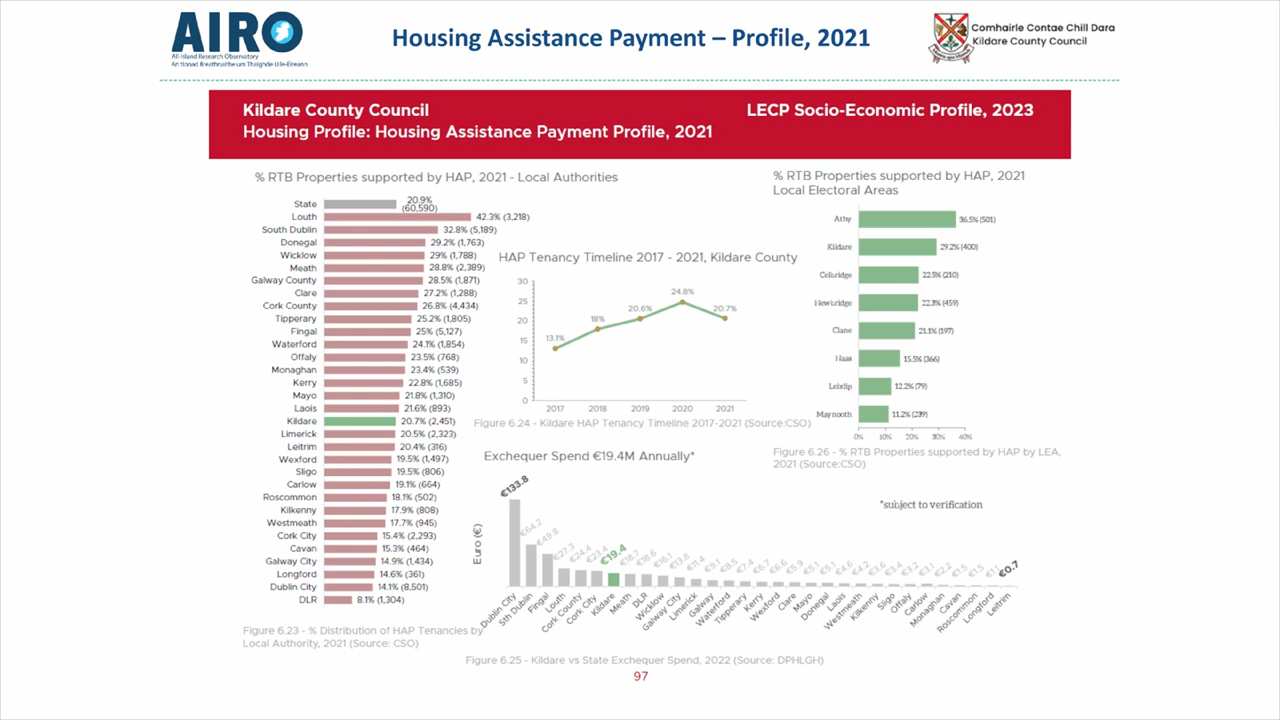 AIRO
All-Island Research Observatory
Housing Assistance Payment – Profile, 2021
Comhairle Contae Chill Dara
Kildare County Council
Kildare County Council
LECP Socio-Economic Profile, 2023
Housing Profile: Housing Assistance Payment Profile, 2021
% RTB Properties supported by HAP, 2021 - Local Authorities
State 20.9% (60,590)
Louth 42.3% (3,218)
South Dublin 32.8% (5,189)
Donegal 29.2% (1,763)
Wicklow 29% (1,788)
Meath 28.8% (2,389)
Galway County 28.5% (1,871)
Clare 27.2% (1,288)
Cork County 26.8% (4,434)
Tipperary 25.2% (1,805)
Fingal 25% (5,127)
Waterford 24.1% (1,854)
Offaly 23.5% (768)
Monaghan 23.4% (539)
Kerry 22.8% (1,685)
Mayo 21.8% (1,310)
Laois 21.6% (893)
Kildare 20.7% (2,451)
Limerick 20.5% (2,323)
Leitrim 20.4% (316)
Wexford 19.5% (1,497)
Sligo 19.5% (806)
Carlow 19.1% (664)
Roscommon 18.1% (502)
Kilkenny 17.9% (808)
Westmeath 17.7% (945)
Cork City 15.4% (2,293)
Cavan 15.3% (464)
Galway City 14.9% (1,434)
Longford 14.6% (361)
Dublin City 14.1% (8,501)
DLR 8.1% (1,304)
Figure 6.23 - % Distribution of HAP Tenancies by
Local Authority, 2021 (Source: CSO)
HAP Tenancy Timeline 2017 - 2021, Kildare County
30
25
20
15
10
5
0
13.1%
18%
20.6%
24.8%
20.7%
2017 2018 2019 2020 2021
Figure 6.24 - Kildare HAP Tenancy Timeline 2017-2021 (Source:CSO)
% RTB Properties supported by HAP, 2021
Local Electoral Areas
Athy 36.5% (501)
Kildare 29.2% (400)
Celbridge 22.5% (210)
Newbridge 22.3% (459)
Clane 21.1% (197)
Naas 15.5% (366)
Leixlip 12.2% (79)
Maynooth 11.2% (239)
0% 10% 20% 30% 40%
Figure 6.26 - % RTB Properties supported by HAP by LEA,
2021 (Source:CSO)
Exchequer Spend €19.4M Annually*
*subject to verification
Euro (€)
€133.8 €64.2 €49.8 €27.3 €24.4 €23.4 €19.4 €18.7 €18.6 €16.1 €13.8 €11.4 €9.1 €8.5 €7.4 €6.7 €6.6 €5.9 €5.1 €5.1 €4.6 €4.2 €3.6 €3.4 €3.2 €3.1 €2.2 €1.5 €1.5 €0.7
Dublin City Sth Dublin Fingal Louth Cork County Cork City Kildare Meath DLR Wicklow Galway City Limerick Galway Waterford Tipperary Kerry Wexford Clare Mayo Donegal Laois Westmeath Kilkenny Sligo Offaly Carlow Monaghan Cavan Roscommon Longford Leitrim
Figure 6.25 - Kildare vs State Exchequer Spend, 2022 (Source: DPHLGH)
97